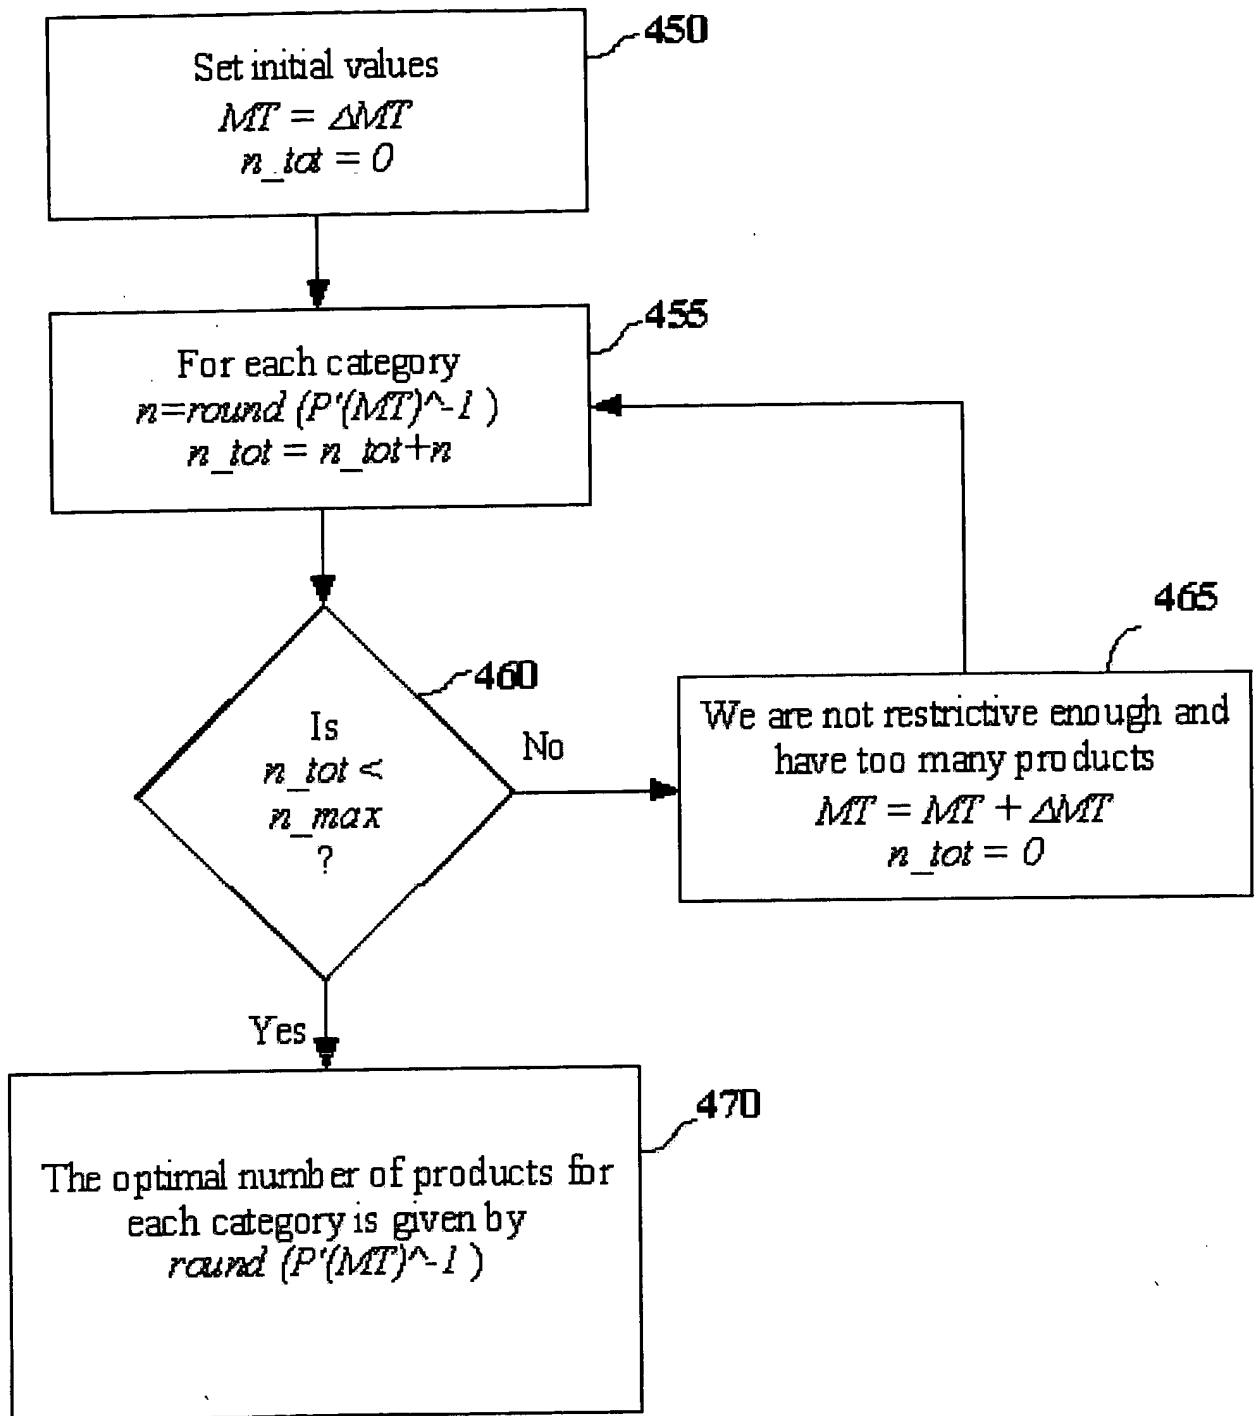 450
Set initial values
MT = ΔMT
n_tot = 0
455
For each category
n=round (P'(MT)^-1 )
n_tot = n_tot+n
460
Is
n_tot <
n_max
?
No
465
We are not restrictive enough and
have too many products
MT = MT + ΔMT
n_tot = 0
Yes
470
The optimal number of products for
each category is given by
round (P'(MT)^-1 )